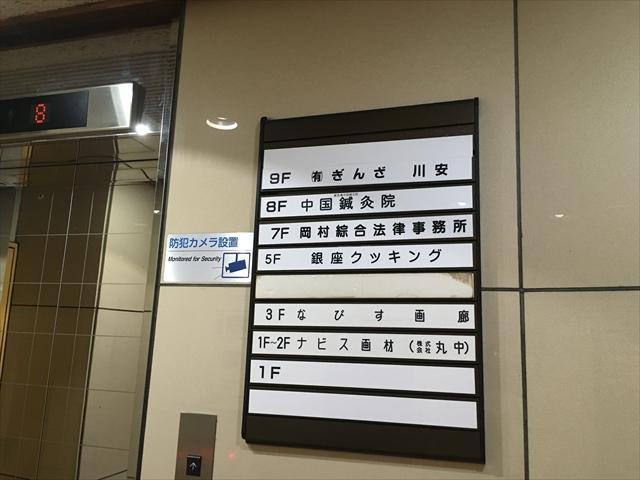 8
9F ㈲ ぎんざ 川安
8F 中国鍼灸院
7F 岡村綜合法律事務所
防犯カメラ設置
Monitored for Security
5F 銀座クッキング
3F なびす画廊
1F~2F ナビス画材 (株式会社 丸中)
1F